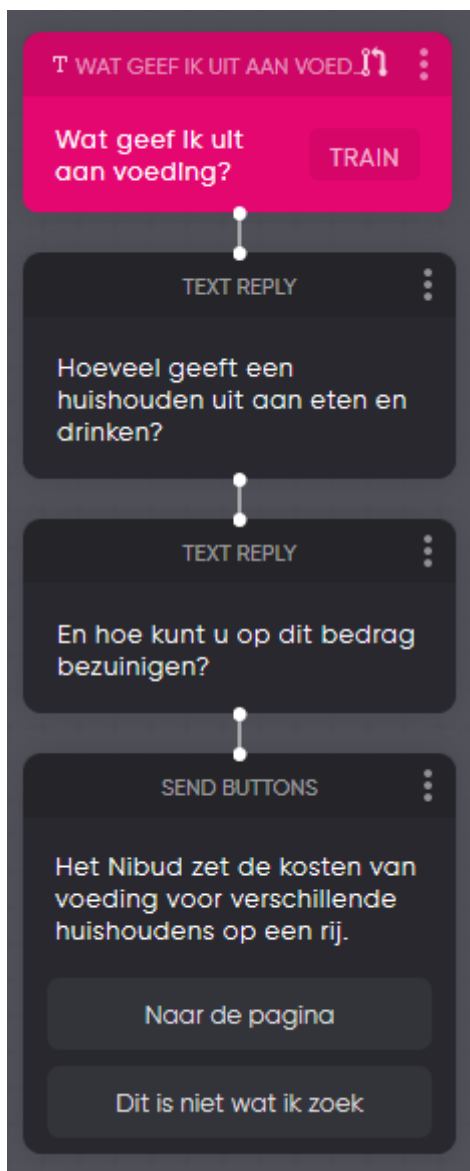 T WAT GEEF IK UIT AAN VOED...
Wat geef ik uit
aan voeding?
TRAIN
TEXT REPLY
Hoeveel geeft een
huishouden uit aan eten en
drinken?
TEXT REPLY
En hoe kunt u op dit bedrag
bezuinigen?
SEND BUTTONS
Het Nibud zet de kosten van
voeding voor verschillende
huishoudens op een rij.
Naar de pagina
Dit is niet wat ik zoek